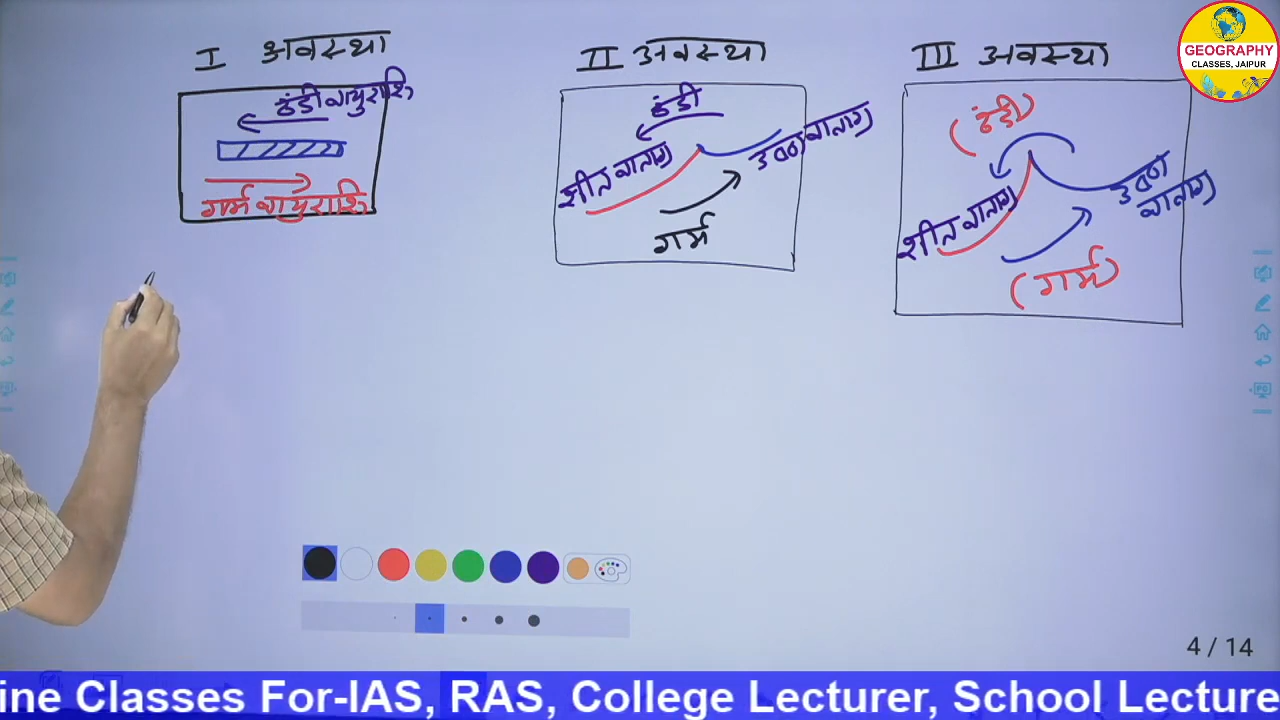 I अवस्था
ठंडी वायुराशि
गर्म वायुराशि
II अवस्था
ठंडी
शीत वाताग्र
उष्ण वाताग्र
गर्म
III अवस्था
(ठंडी)
शीत वाताग्र
उष्ण
वाताग्र
(गर्म)
GEOGRAPHY
CLASSES, JAIPUR
4 / 14
ine Classes For-IAS, RAS, College Lecturer, School Lecture